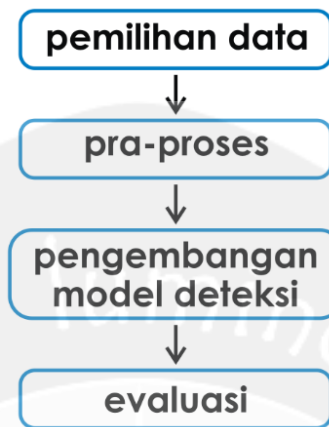 pemilihan data
pra-proses
pengembangan
model deteksi
evaluasi